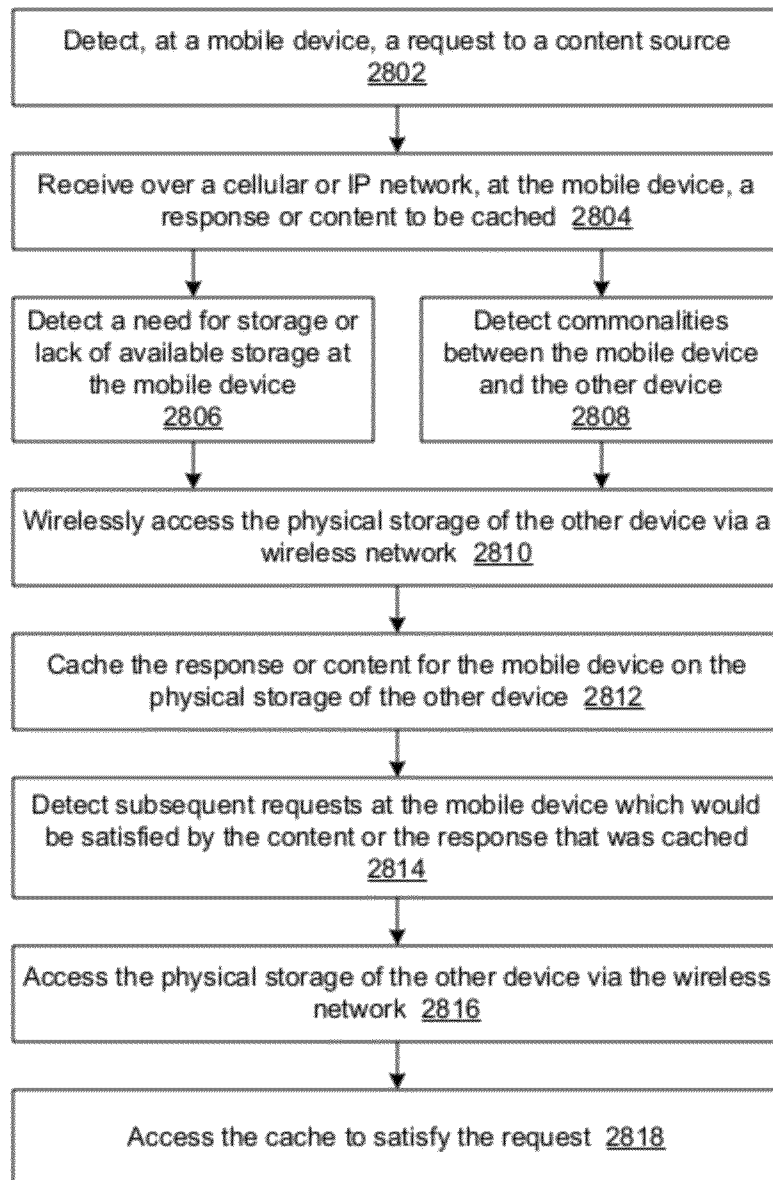 Detect, at a mobile device, a request to a content source
2802
Receive over a cellular or IP network, at the mobile device, a
response or content to be cached 2804
Detect a need for storage or
lack of available storage at
the mobile device
2806
Detect commonalities
between the mobile device
and the other device
2808
Wirelessly access the physical storage of the other device via a
wireless network 2810
Cache the response or content for the mobile device on the
physical storage of the other device 2812
Detect subsequent requests at the mobile device which would
be satisfied by the content or the response that was cached
2814
Access the physical storage of the other device via the wireless
network 2816
Access the cache to satisfy the request 2818